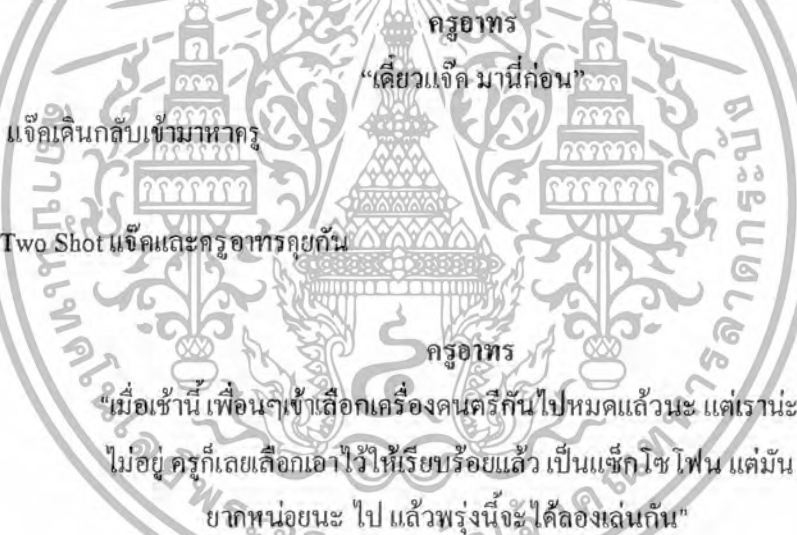 ครูอาทร
“เดี๋ยวแจ๊ค มานี่ก่อน”
แจ๊คเดินกลับเข้ามาหาครู
Two Shot แจ๊คและครูอาทรคุยกัน
ครูอาทร
“เมื่อเช้านี้ เพื่อนๆเข้าเลือกเครื่องดนตรีกันไปหมดแล้วนะ แต่เราน่ะ
ไม่อยู่ ครูก็เลยเลือกเอาไว้ให้เรียบร้อยแล้ว เป็นแซ็กโซโฟน แต่มัน
ยากหน่อยนะ ไป แล้วพรุ่งนี้จะได้ลองเล่นกัน"